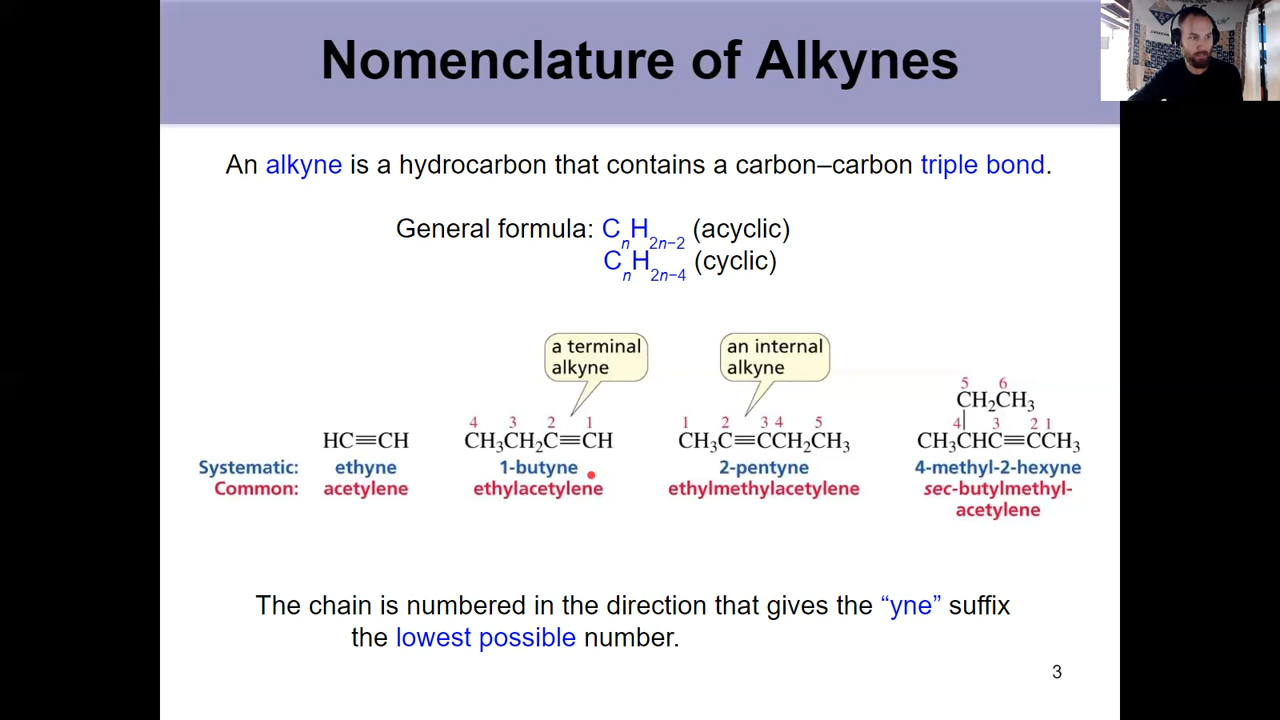 Nomenclature of Alkynes
An alkyne is a hydrocarbon that contains a carbon–carbon triple bond.
General formula: CnH2n−2 (acyclic)
CnH2n−4 (cyclic)
a terminal
alkyne
an internal
alkyne
5 6
CH2CH3
4 3 2 1
1 2 3 4 5
4 3 2 1
HC≡CH
CH3CH2C≡CH
CH3C≡CCH2CH3
CH3CHC≡CCH3
Systematic: ethyne 1-butyne 2-pentyne 4-methyl-2-hexyne
Common: acetylene ethylacetylene ethylmethylacetylene sec-butylmethyl-
acetylene
The chain is numbered in the direction that gives the “yne” suffix
the lowest possible number.
3